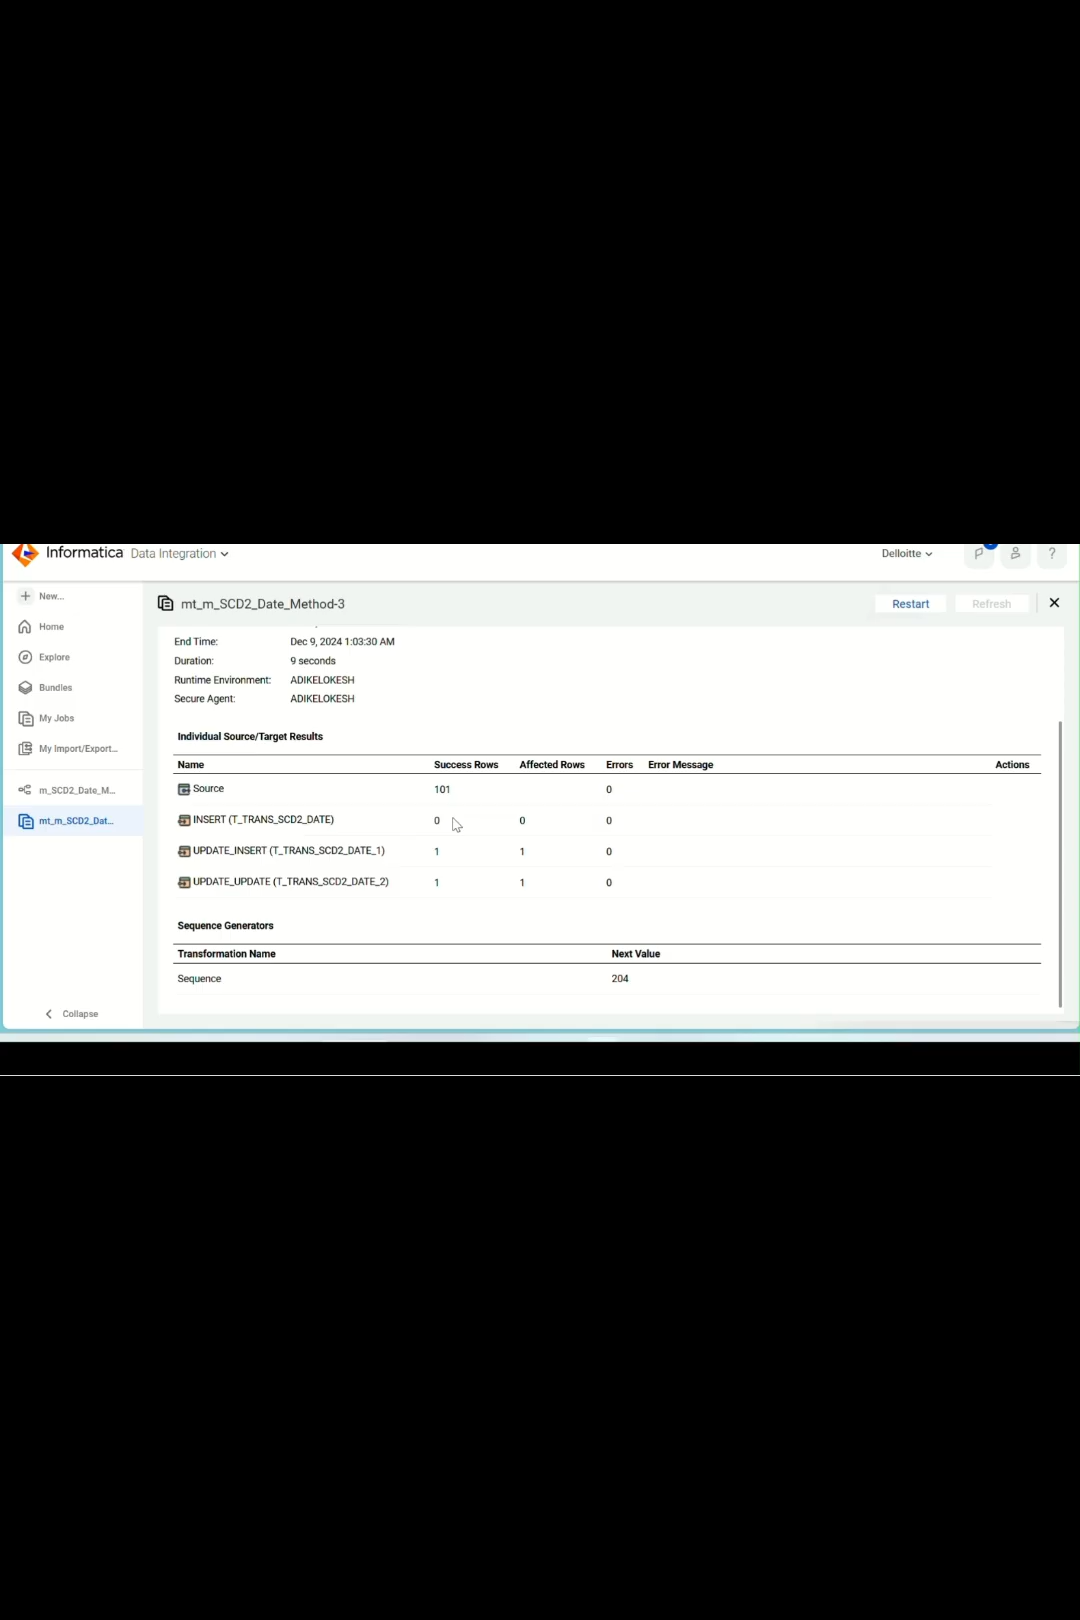 Informatica Data Integration
Delloitte
?
New...
Home
Explore
Bundles
My Jobs
My Import/Export...
m_SCD2_Date_M...
mt_m_SCD2_Dat...
Collapse
mt_m_SCD2_Date_Method-3
Restart
Refresh
End Time: Dec 9, 2024 1:03:30 AM
Duration: 9 seconds
Runtime Environment: ADIKELOKESH
Secure Agent: ADIKELOKESH
Individual Source/Target Results
Name Success Rows Affected Rows Errors Error Message Actions
Source 101 0
INSERT (T_TRANS_SCD2_DATE) 0 0 0
UPDATE_INSERT (T_TRANS_SCD2_DATE_1) 1 1 0
UPDATE_UPDATE (T_TRANS_SCD2_DATE_2) 1 1 0
Sequence Generators
Transformation Name Next Value
Sequence 204